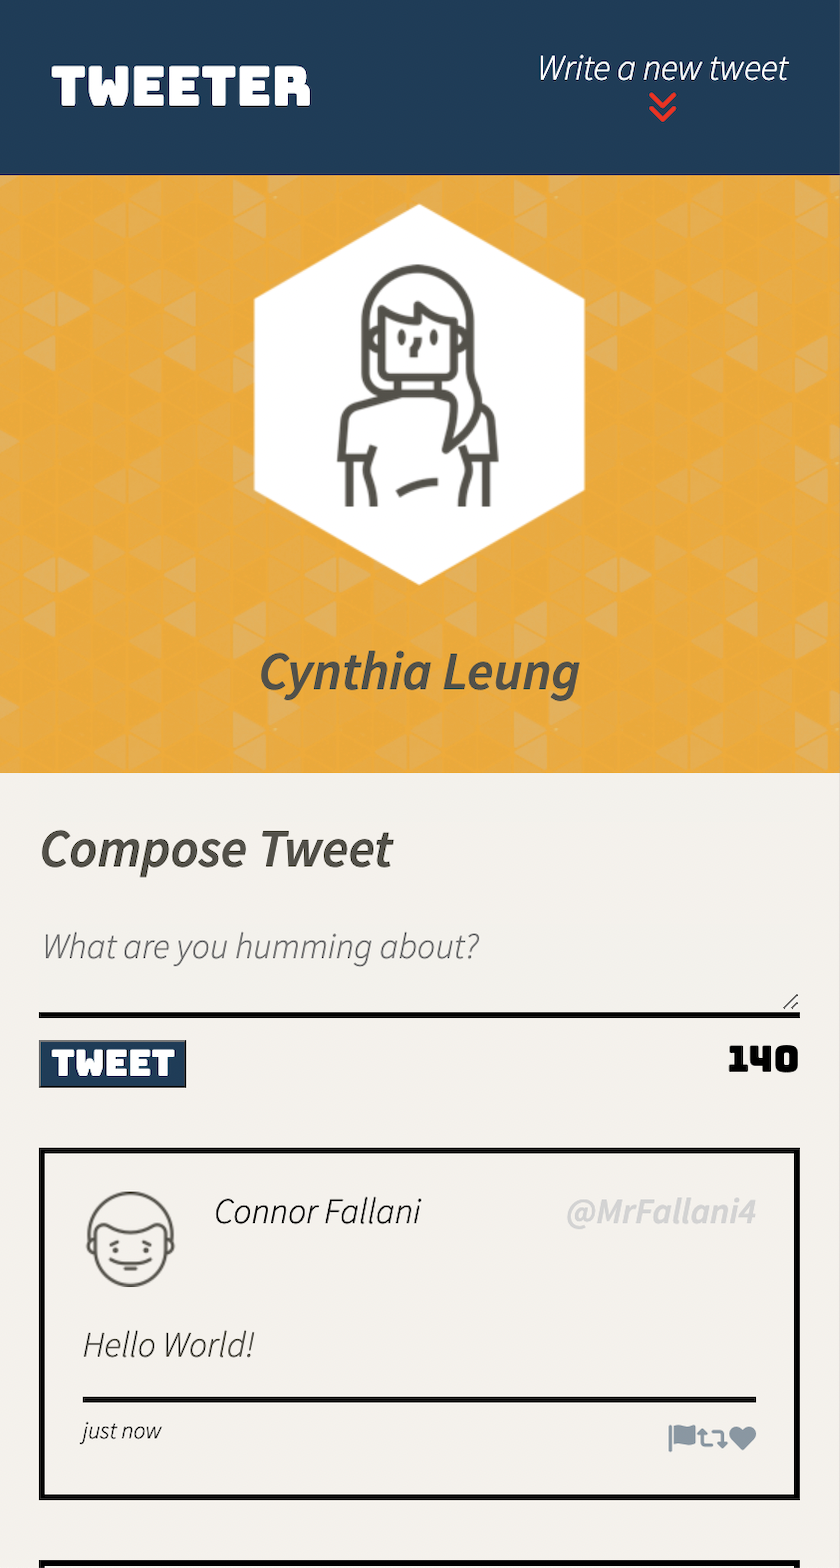 TWEETER
Write a new tweet
Cynthia Leung
Compose Tweet
What are you humming about?
TWEET
140
Connor Fallani
@MrFallani4
Hello World!
just now